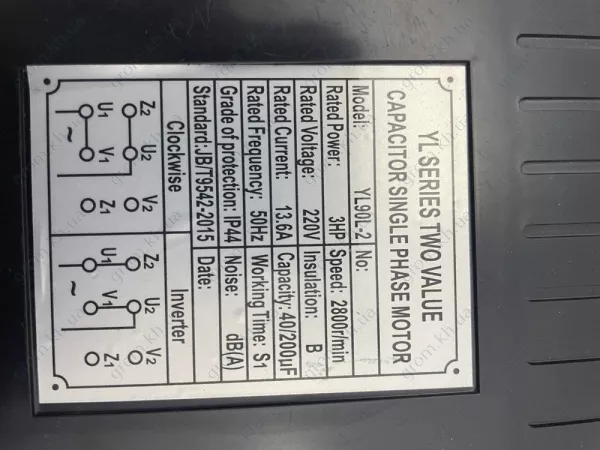 YL SERIES TWO VALUE
CAPACITOR SINGLE PHASE MOTOR
Model: YL90L-2 No:
Rated Power: 3HP Speed: 2800r/min
Rated Voltage: 220V Insulation: B
Rated Current: 13.6A Capacity: 40/200μF
Rated Frequency: 50Hz Working Time: S1
Grade of protection: IP44 Noise: dB(A)
Standard:JB/T9542-2015 Date:
Clockwise Inverter
Z2 U2 V2 Z2 U2 V2
U1 V1 Z1 U1 V1 Z1
~ ~
grom.kh.ua